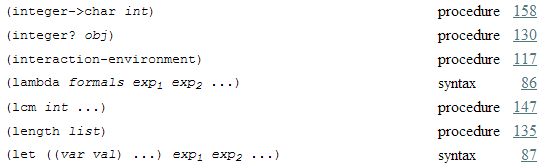 (integer->char int) procedure 158
(integer? obj) procedure 130
(interaction-environment) procedure 117
(lambda formals exp₁ exp₂ ...) syntax 86
(lcm int ...) procedure 147
(length list) procedure 135
(let ((var val) ...) exp₁ exp₂ ...) syntax 87